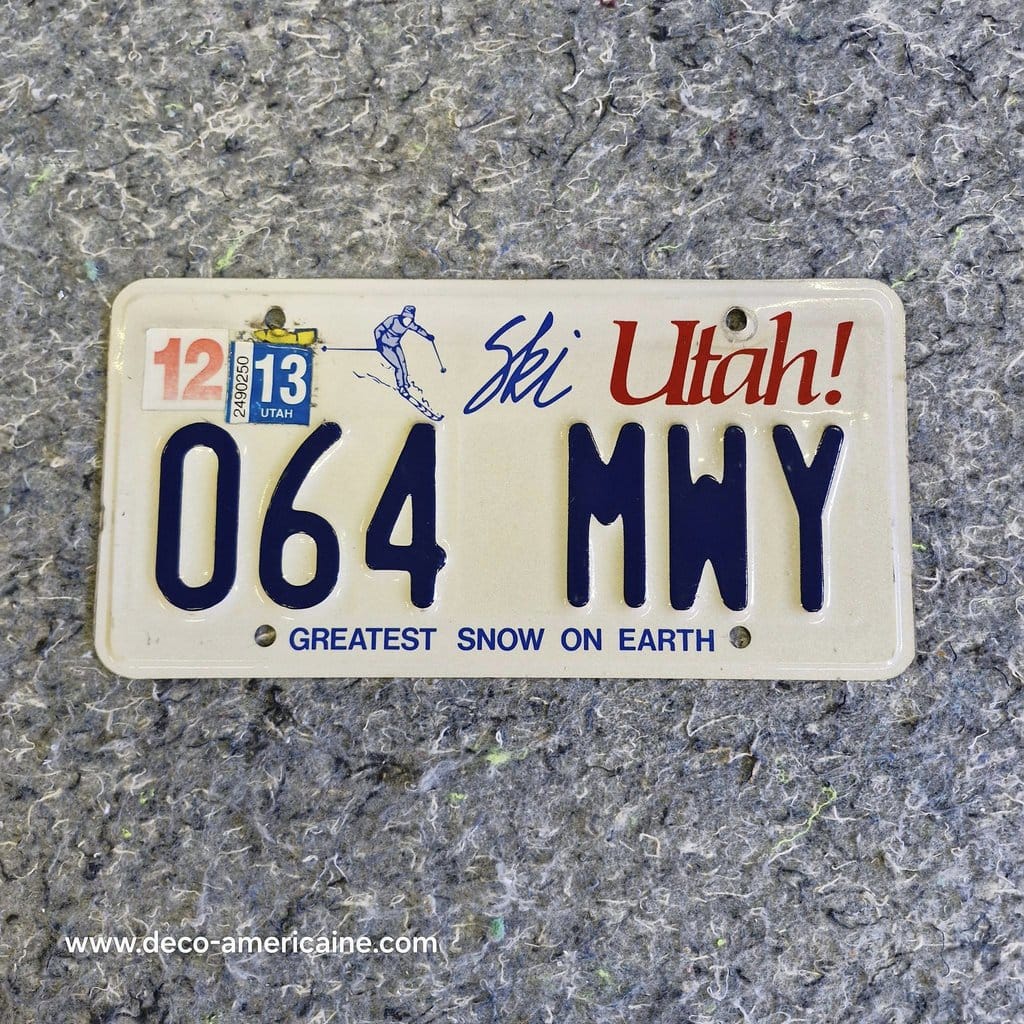 Ski Utah!
12
2490250
13
UTAH
064 MWY
GREATEST SNOW ON EARTH
www.deco-americaine.com